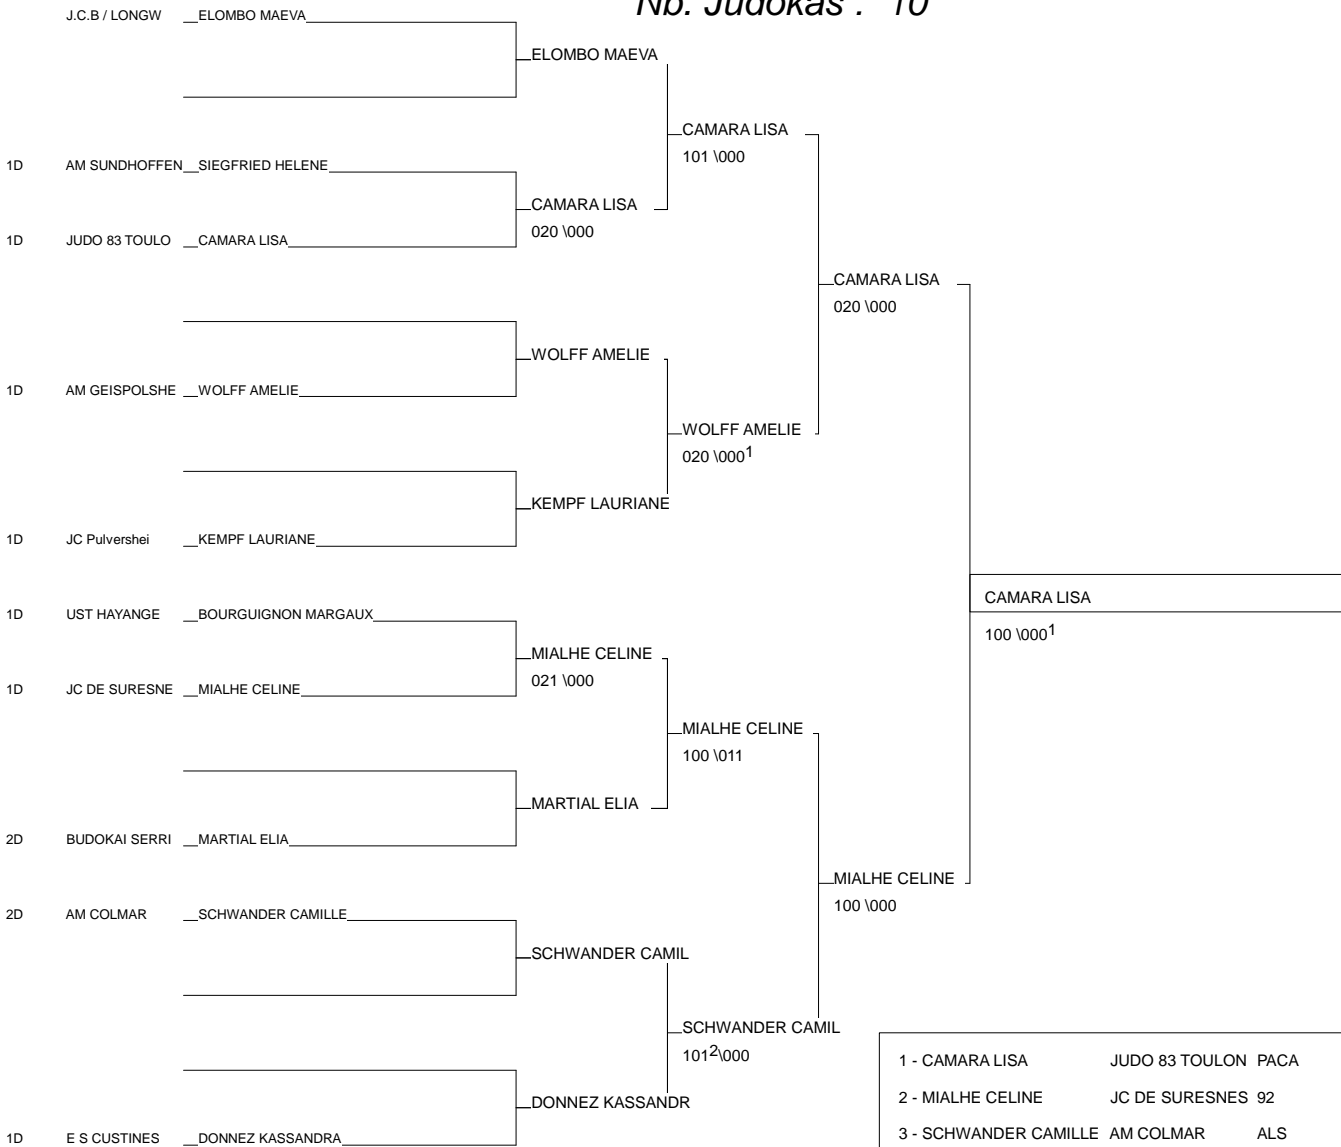 Nb. Judokas : 10
J.C.B / LONGW ELOMBO MAEVA
ELOMBO MAEVA
CAMARA LISA
101 \000
1D AM SUNDHOFFEN SIEGFRIED HELENE
CAMARA LISA
020 \000
1D JUDO 83 TOULO CAMARA LISA
CAMARA LISA
020 \000
WOLFF AMELIE
1D AM GEISPOLSHE WOLFF AMELIE
WOLFF AMELIE
020 \000 1
KEMPF LAURIANE
1D JC Pulvershei KEMPF LAURIANE
CAMARA LISA
100 \000 1
1D UST HAYANGE BOURGUIGNON MARGAUX
MIALHE CELINE
021 \000
1D JC DE SURESNE MIALHE CELINE
MIALHE CELINE
100 \011
MARTIAL ELIA
2D BUDOKAI SERRI MARTIAL ELIA
MIALHE CELINE
100 \000
2D AM COLMAR SCHWANDER CAMILLE
SCHWANDER CAMIL
SCHWANDER CAMIL
101 2\000
DONNEZ KASSANDR
1D E S CUSTINES DONNEZ KASSANDRA
1 - CAMARA LISA JUDO 83 TOULON PACA
2 - MIALHE CELINE JC DE SURESNES 92
3 - SCHWANDER CAMILLE AM COLMAR ALS